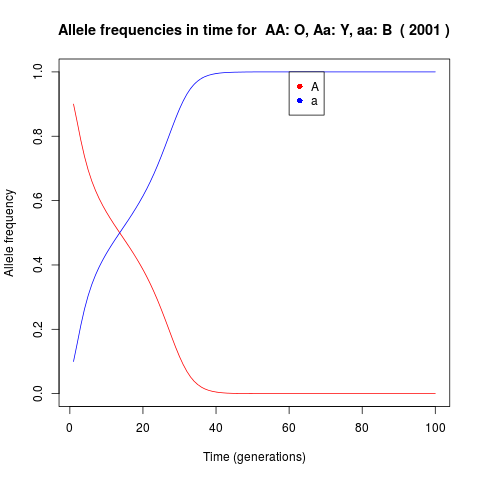 Allele frequencies in time for  AA: O, Aa: Y, aa: B  ( 2001 )
Allele frequency
1.0
0.8
0.6
0.4
0.2
0.0
A
a
0 20 40 60 80 100
Time (generations)